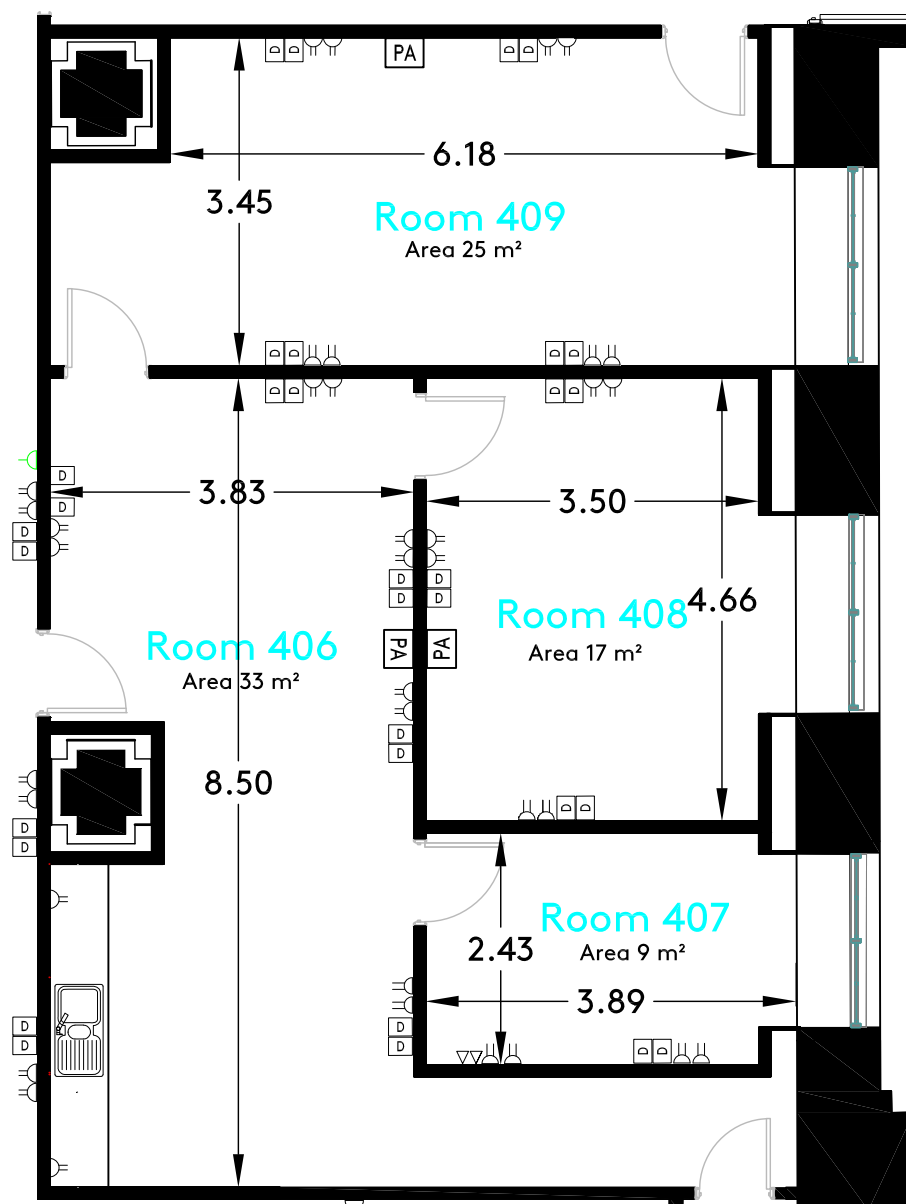 D D
PA
D D
6.18
3.45
Room 409
Area 25 m²
D D
D D
D D
D D
D
3.83
3.50
D
D
D
D D
D D
4.66
Room 408
Room 406
PA PA
Area 17 m²
Area 33 m²
D
D
8.50
D D
D
D
Room 407
2.43
Area 9 m²
3.89
D
D
D
D
D D